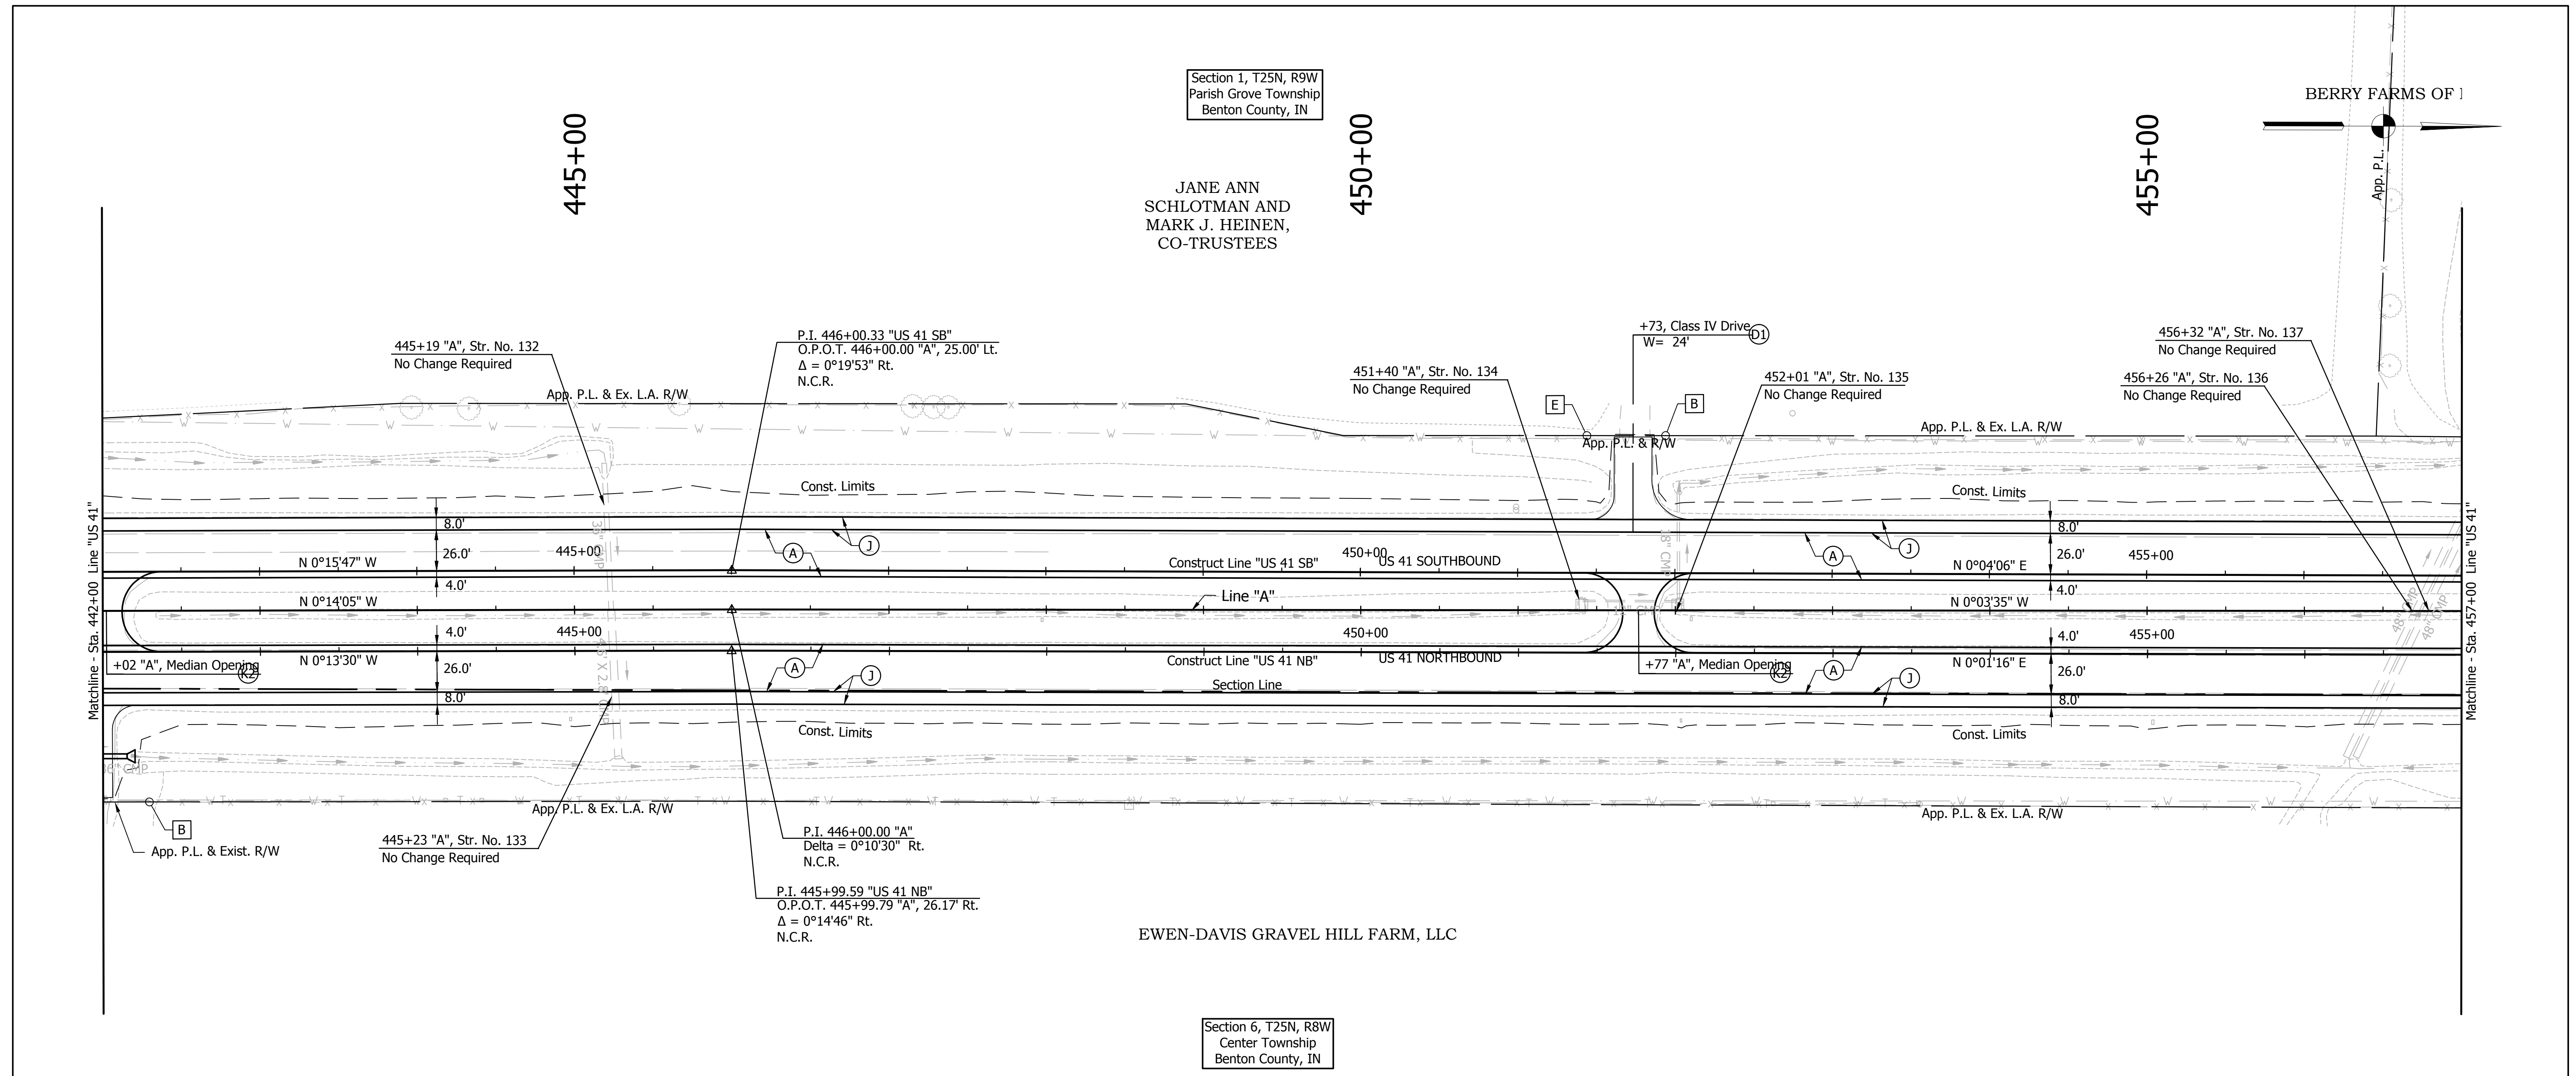 Section 1, T25N, R9W
Parish Grove Township
Benton County, IN
BERRY FARMS OF
445+00
450+00
455+00
App. P.L.
JANE ANN
SCHLOTMAN AND
MARK J. HEINEN,
CO-TRUSTEES
445+19 "A", Str. No. 132
No Change Required
P.I. 446+00.33 "US 41 SB"
O.P.O.T. 446+00.00 "A", 25.00' Lt.
Δ = 0°19'53" Rt.
N.C.R.
+73, Class IV Drive
W= 24'
D1
451+40 "A", Str. No. 134
No Change Required
452+01 "A", Str. No. 135
No Change Required
456+32 "A", Str. No. 137
No Change Required
456+26 "A", Str. No. 136
No Change Required
App. P.L. & Ex. L.A. R/W
E
B
App. P.L. & R/W
App. P.L. & Ex. L.A. R/W
Const. Limits
Const. Limits
Matchline - Sta. 442+00 Line "US 41"
Matchline - Sta. 457+00 Line "US 41"
8.0'
26.0'
4.0'
N 0°15'47" W
445+00
A
J
Construct Line "US 41 SB"
450+00
US 41 SOUTHBOUND
48" CMP
A
J
N 0°04'06" E
8.0'
26.0'
4.0'
455+00
N 0°14'05" W
Line "A"
N 0°03'35" W
48" CMP
48" CMP
4.0'
445+00
450+00
4.0'
455+00
+02 "A", Median Opening
K2
N 0°13'30" W
26.0'
8.0'
A
J
Construct Line "US 41 NB"
US 41 NORTHBOUND
Section Line
+77 "A", Median Opening
K2
A
J
N 0°01'16" E
26.0'
8.0'
Const. Limits
Const. Limits
App. P.L. & Ex. L.A. R/W
App. P.L. & Ex. L.A. R/W
B
App. P.L. & Exist. R/W
445+23 "A", Str. No. 133
No Change Required
P.I. 446+00.00 "A"
Delta = 0°10'30" Rt.
N.C.R.
P.I. 445+99.59 "US 41 NB"
O.P.O.T. 445+99.79 "A", 26.17' Rt.
Δ = 0°14'46" Rt.
N.C.R.
EWEN-DAVIS GRAVEL HILL FARM, LLC
Section 6, T25N, R8W
Center Township
Benton County, IN